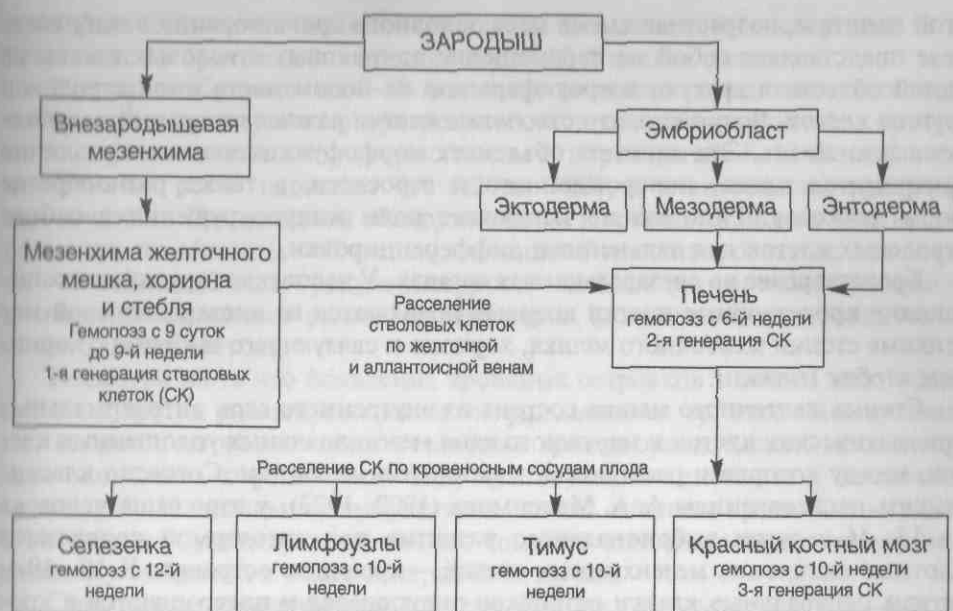 ЗАРОДЫШ
Внезародышевая
мезенхима
Эмбриобласт
Эктодерма
Мезодерма
Энтодерма
Мезенхима желточного
мешка, хориона
и стебля
Гемопоэз с 9 суток
до 9-й недели
1-я генерация стволовых
клеток (СК)
Расселение
стволовых клеток
по желточной
и аллантоисной венам
Печень
гемопоэз с 6-й недели
2-я генерация СК
Расселение СК по кровеносным сосудам плода
Селезенка
гемопоэз с 12-й
недели
Лимфоузлы
гемопоэз с 10-й
недели
Тимус
гемопоэз с 10-й
недели
Красный костный мозг
гемопоэз с 10-й недели
3-я генерация СК